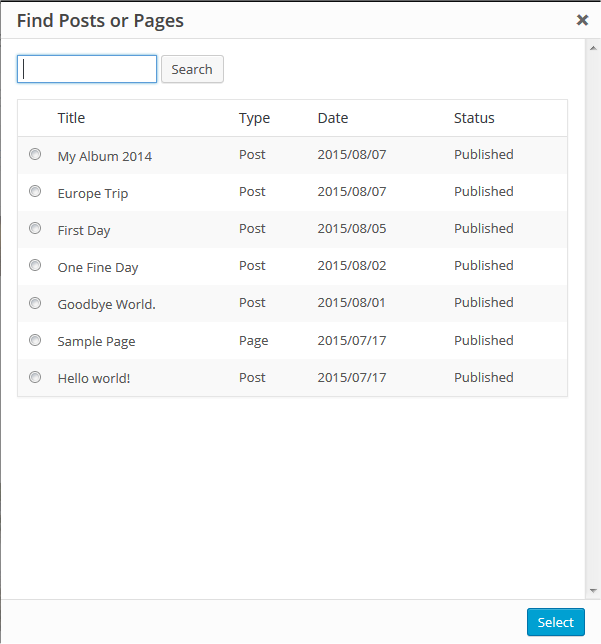 Find Posts or Pages
Search
Title Type Date Status
My Album 2014 Post 2015/08/07 Published
Europe Trip Post 2015/08/07 Published
First Day Post 2015/08/05 Published
One Fine Day Post 2015/08/02 Published
Goodbye World. Post 2015/08/01 Published
Sample Page Page 2015/07/17 Published
Hello world! Post 2015/07/17 Published
Select